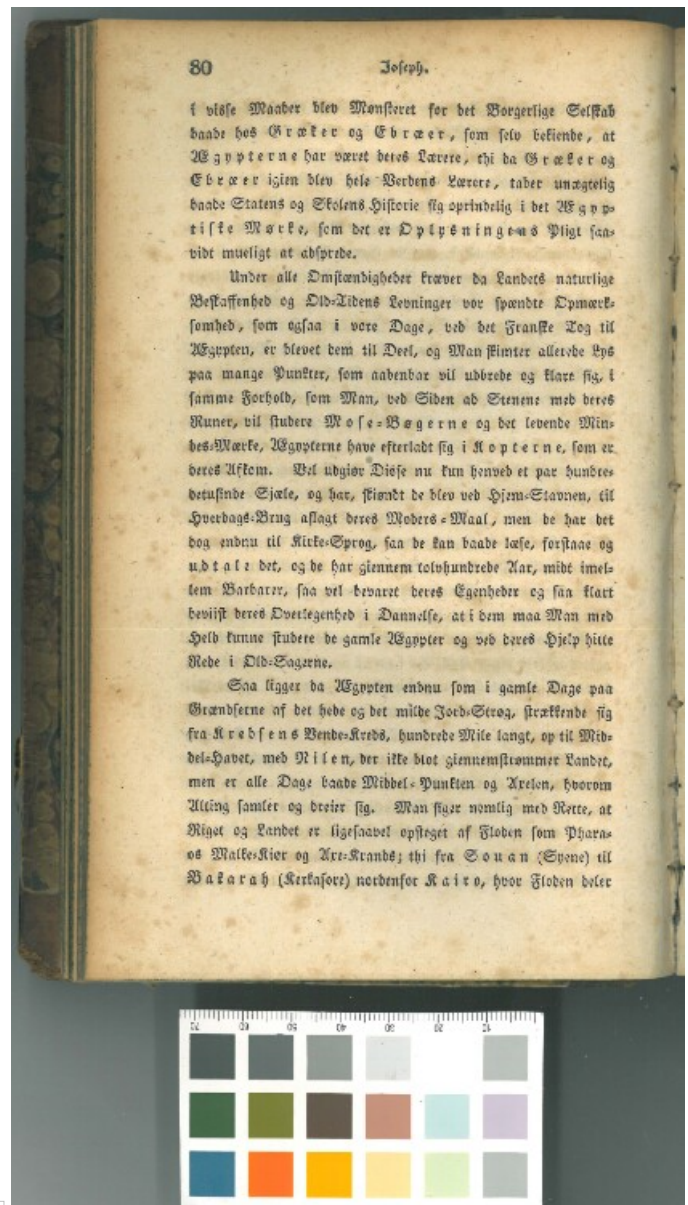 80
Joseph.
i visse Maader blev Mønsteret for det Borgerlige Selskab
baade hos Græker og Ebræer, som selv bekiende, at
Ægypterne har været deres Lærere, thi da Græker og
Ebræer igien blev hele Verdens Lærere, taber unægtelig
baade Statens og Skolens Historie sig oprindelig i det Ægyp-
tiske Mørke, som det er Oplysningens Pligt saa-
vidt mueligt at adsprede.
Under alle Omstændigheder kræver da Landets naturlige
Beskaffenhed og Old-Tidens Levninger vor spændte Opmærk-
somhed, som ogsaa i vore Dage, ved det Franske Tog til
Ægypten, er blevet dem til Deel, og Man skimter allerede Lys
paa mange Punkter, som aabenbar vil udbrede og klare sig, i
samme Forhold, som Man, ved Siden ad Stenene med deres
Runer, vil studere Mose-Bøgerne og det levende Min-
des-Mærke, Ægypterne have efterladt sig i Kopterne, som er
deres Afkom. Vel udgiør Disse nu kun henved et par hundre-
detusinde Sjæle, og har, skiøndt de blev ved Hjem-Stavnen, til
Hverdags-Brug aflagt deres Moders-Maal, men de har det
dog endnu til Kirke-Sprog, saa de kan baade læse, forstaae og
udtale det, og de har giennem tolvhundrede Aar, midt imel-
lem Barbarer, saa vel bevaret deres Egenheder og saa klart
beviist deres Overlegenhed i Dannelse, at i dem maa Man med
Held kunne studere de gamle Ægypter og ved deres Hjelp hitte
Rede i Old-Sagerne.
Saa ligger da Ægypten endnu som i gamle Dage paa
Grændserne af det hede og det milde Jord-Strøg, strækkende sig
fra Krebsens Vende-Kreds, hundrede Mile langt, op til Mid-
del-Havet, med Nilen, der ikke blot giennemstrømmer Landet,
men er alle Dage baade Middel-Punkten og Axelen, hvorom
Alting samler og dreier sig. Man siger nemlig med Rette, at
Riget og Landet er ligesaavel opsteget af Floden som Phara-
os Malke-Kiør og Axe-Krands; thi fra Souan (Syene) til
Bakarah (Kerkasore) nordenfor Kairo, hvor Floden deler
70 60 50 40 30 20 10